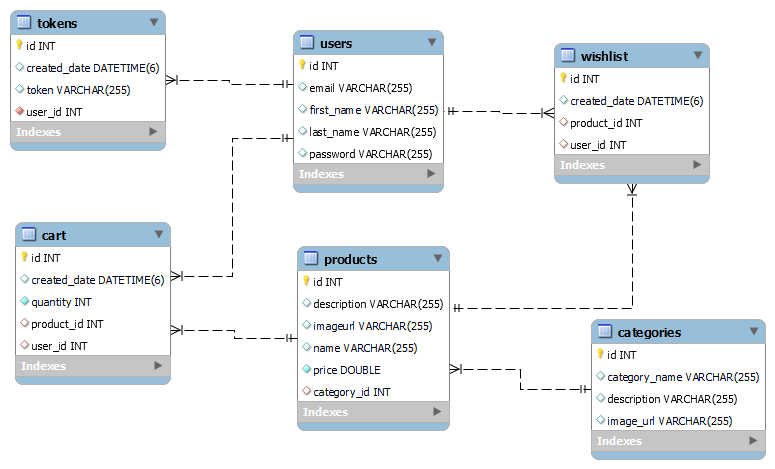 tokens
id INT
created_date DATETIME(6)
token VARCHAR(255)
user_id INT
Indexes
users
id INT
email VARCHAR(255)
first_name VARCHAR(255)
last_name VARCHAR(255)
password VARCHAR(255)
Indexes
wishlist
id INT
created_date DATETIME(6)
product_id INT
user_id INT
Indexes
cart
id INT
created_date DATETIME(6)
quantity INT
product_id INT
user_id INT
Indexes
products
id INT
description VARCHAR(255)
imageurl VARCHAR(255)
name VARCHAR(255)
price DOUBLE
category_id INT
Indexes
categories
id INT
category_name VARCHAR(255)
description VARCHAR(255)
image_url VARCHAR(255)
Indexes